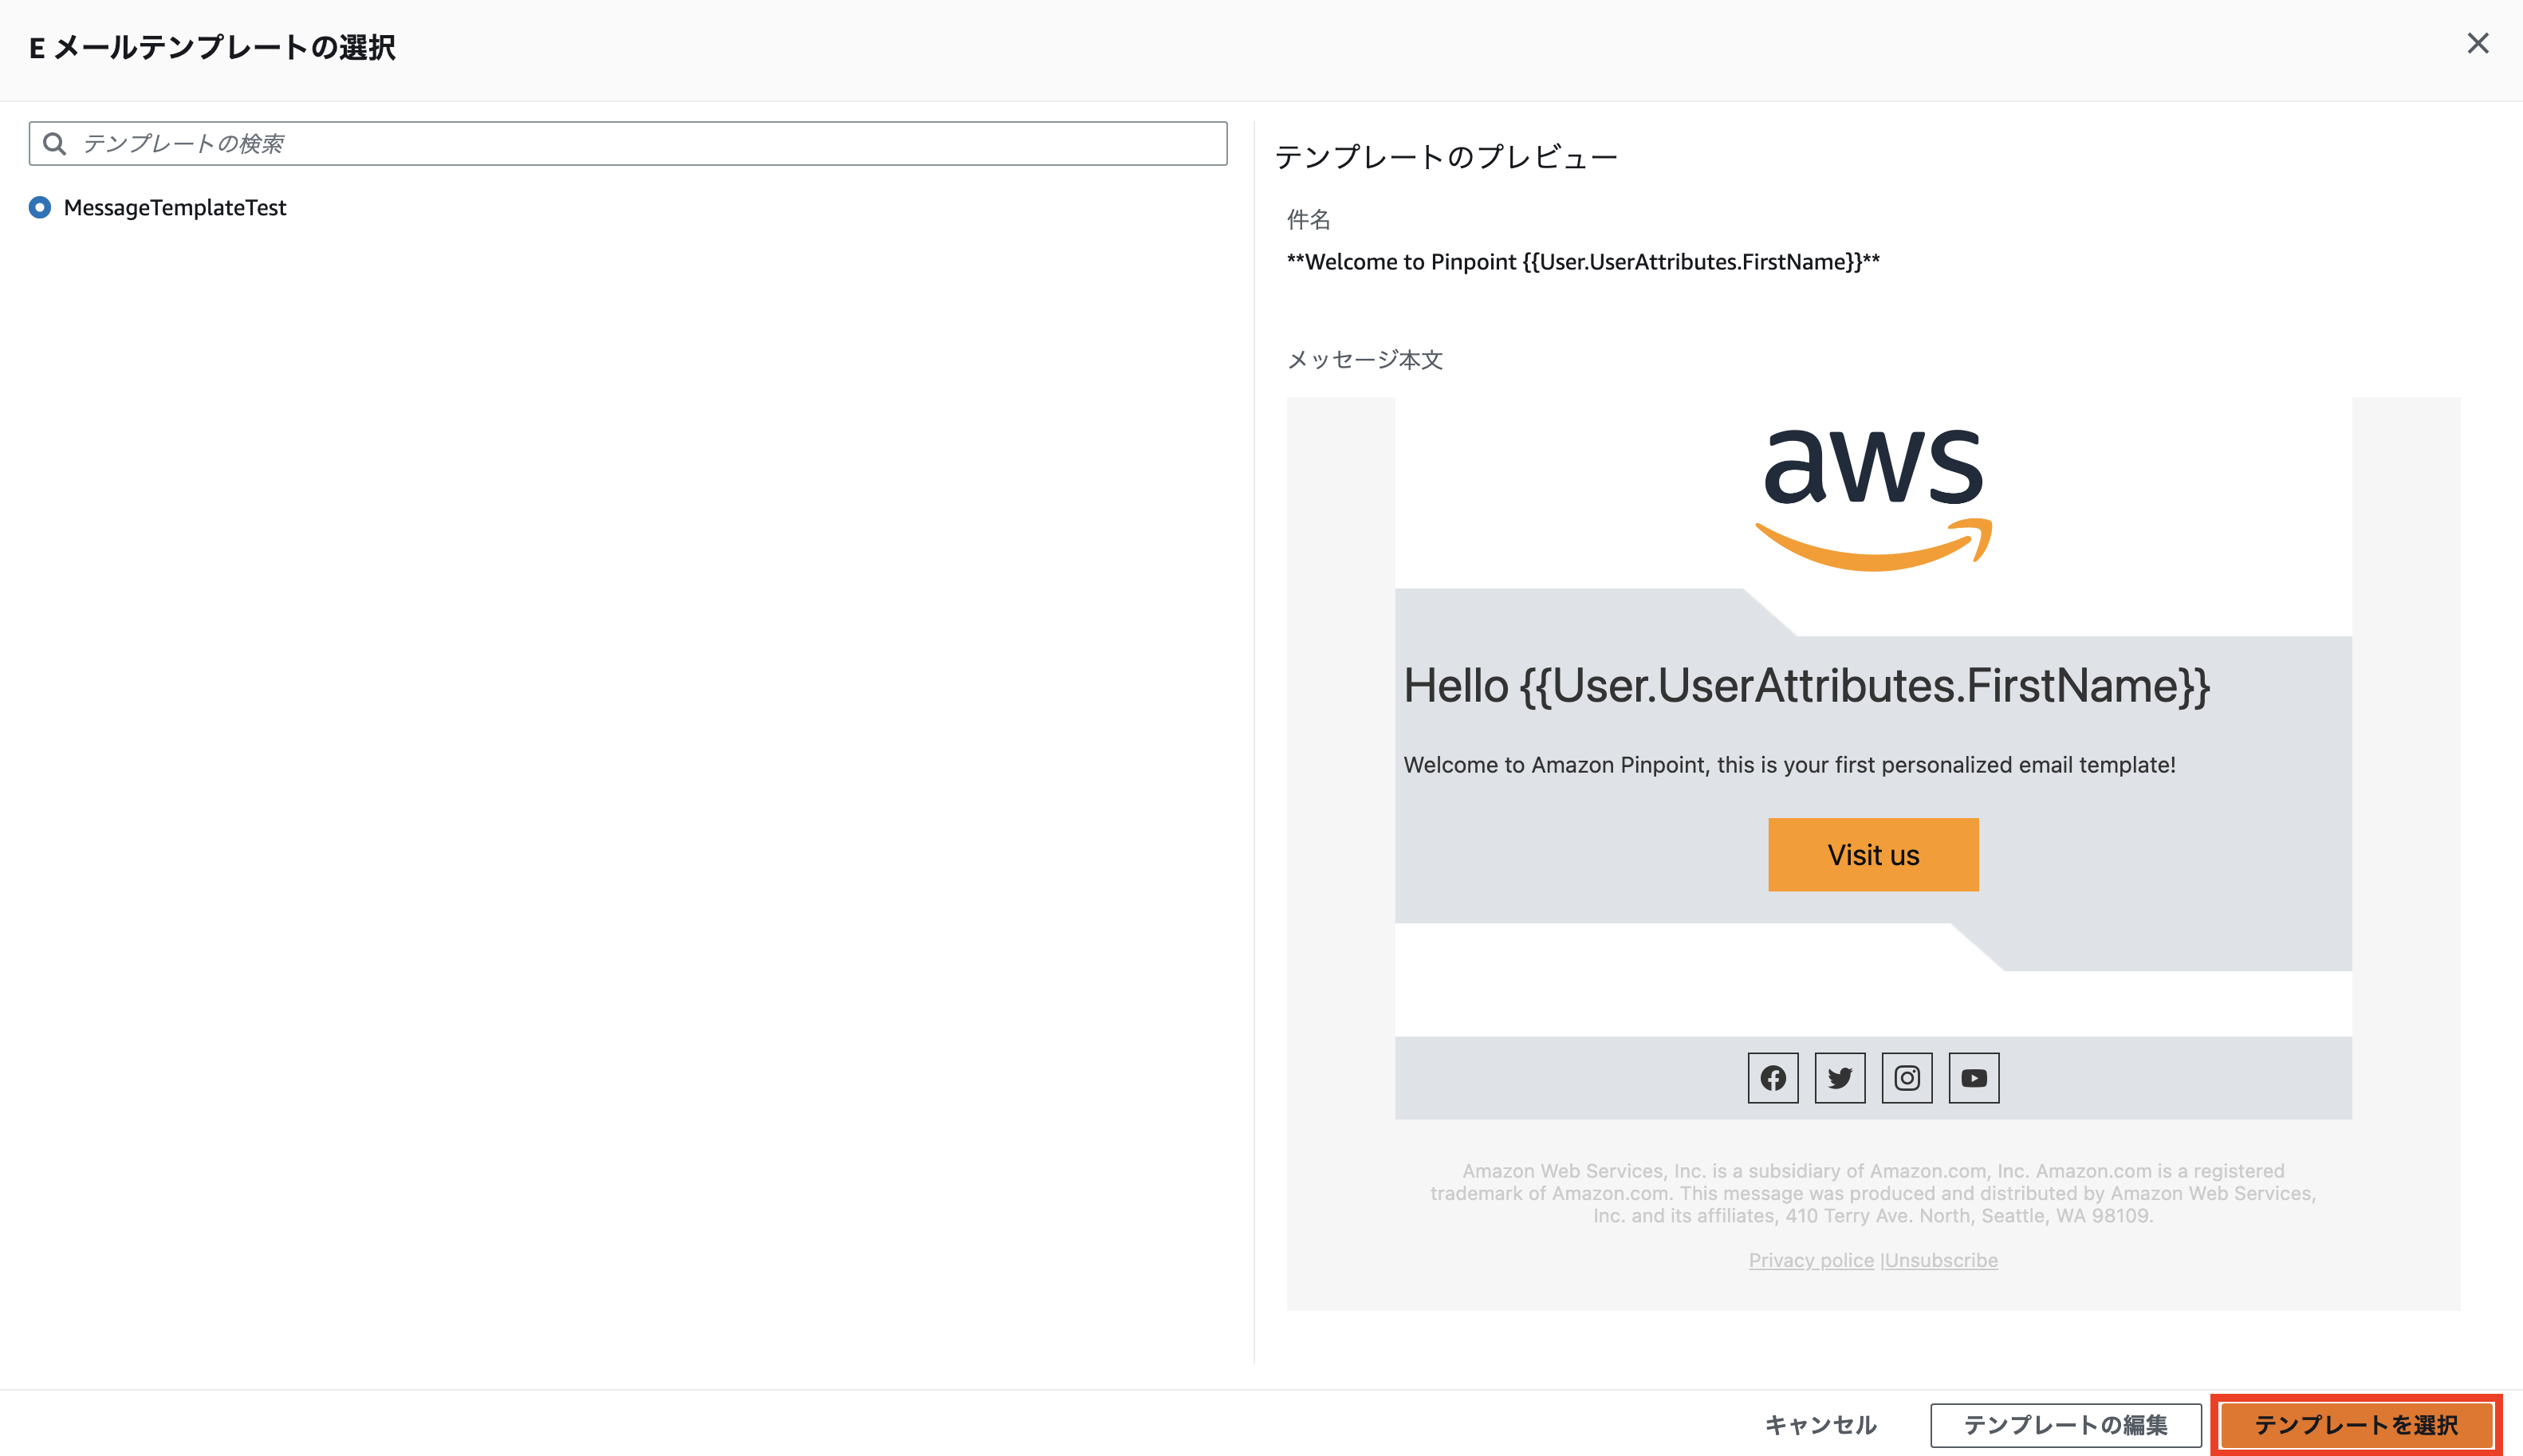 E メールテンプレートの選択
テンプレートの検索
MessageTemplateTest
テンプレートのプレビュー
件名
**Welcome to Pinpoint {{User.UserAttributes.FirstName}}**
メッセージ本文
aws
Hello {{User.UserAttributes.FirstName}}
Welcome to Amazon Pinpoint, this is your first personalized email template!
Visit us
Amazon Web Services, Inc. is a subsidiary of Amazon.com, Inc. Amazon.com is a registered
trademark of Amazon.com. This message was produced and distributed by Amazon Web Services,
Inc. and its affiliates, 410 Terry Ave. North, Seattle, WA 98109.
Privacy police |Unsubscribe
キャンセル
テンプレートの編集
テンプレートを選択